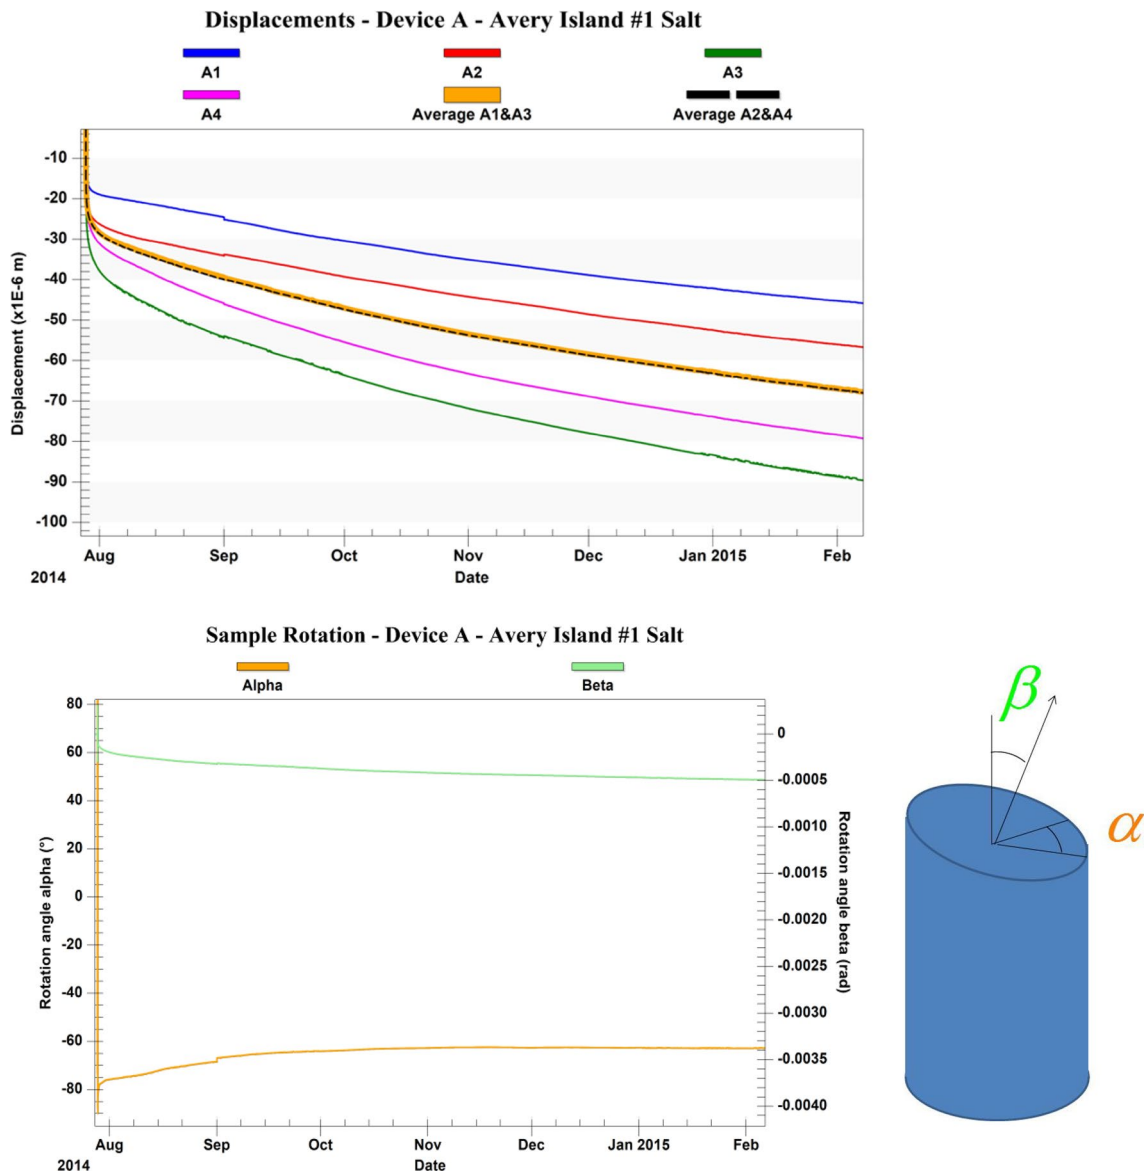 Displacements - Device A - Avery Island #1 Salt
A1 A2 A3
A4 Average A1&A3 Average A2&A4
Displacement (x1E-6 m)
-10
-20
-30
-40
-50
-60
-70
-80
-90
-100
Aug Sep Oct Nov Dec Jan 2015 Feb
2014 Date
Sample Rotation - Device A - Avery Island #1 Salt
Alpha Beta
Rotation angle alpha (°)
80
60
40
20
0
-20
-40
-60
-80
0
-0.0005
-0.0010
-0.0015
-0.0020
-0.0025
-0.0030
-0.0035
-0.0040
Rotation angle beta (rad)
Aug Sep Oct Nov Dec Jan 2015 Feb
2014 Date
β
α